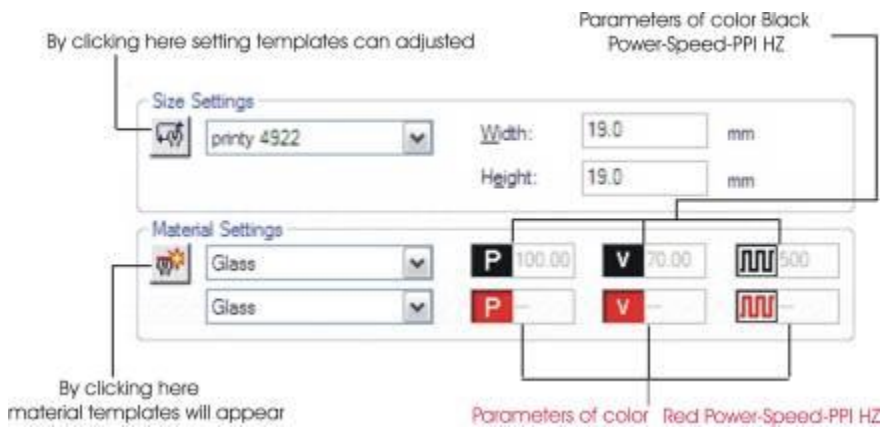 Parameters of color Black
Power-Speed-PPI HZ
By clicking here setting templates can adjusted
Size Settings
printy 4922
Width:
19.0
mm
Height:
19.0
mm
Material Settings
Glass
P
100.00
V
70.00
500
Glass
P
--
V
--
--
By clicking here
material templates will appear
Parameters of color Red Power-Speed-PPI HZ